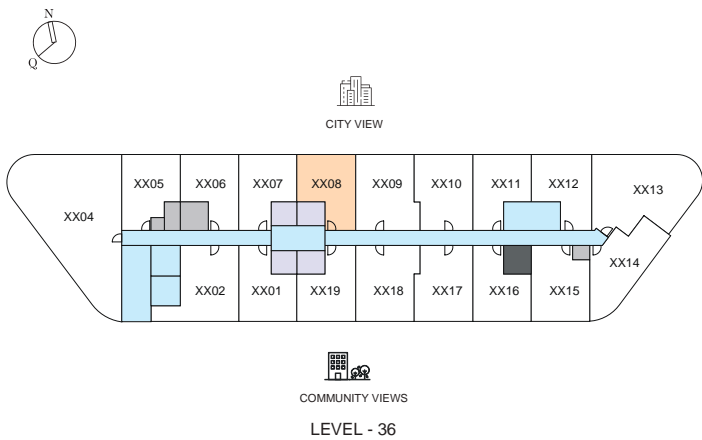 N
Q
CITY VIEW
XX05 XX06 XX07 XX08 XX09 XX10 XX11 XX12 XX13
XX04
XX14
XX02 XX01 XX19 XX18 XX17 XX16 XX15
COMMUNITY VIEWS
LEVEL - 36